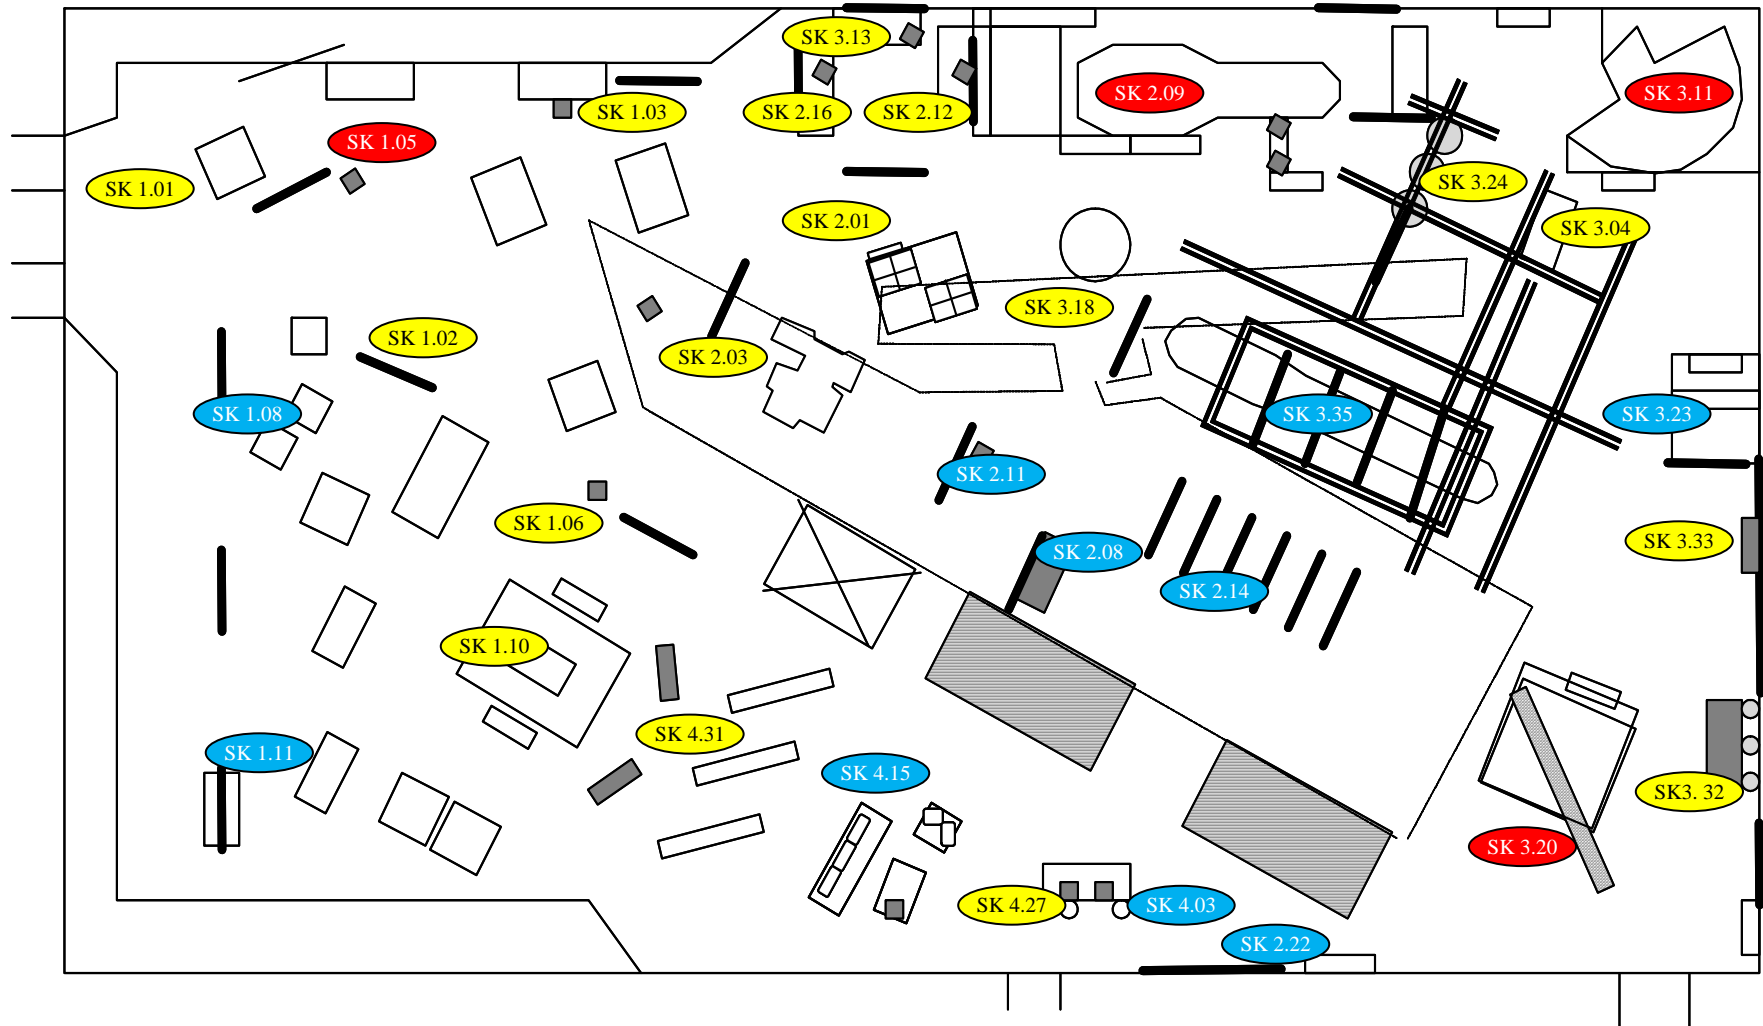 SK 3.13
SK 2.09
SK 3.11
SK 1.03
SK 2.16
SK 2.12
SK 1.05
SK 1.01
SK 3.24
SK 2.01
SK 3.04
SK 3.18
SK 1.02
SK 2.03
SK 1.08
SK 3.35
SK 3.23
SK 2.11
SK 1.06
SK 3.33
SK 2.08
SK 2.14
SK 1.10
SK 4.31
SK 1.11
SK 4.15
SK3. 32
SK 3.20
SK 4.27
SK 4.03
SK 2.22